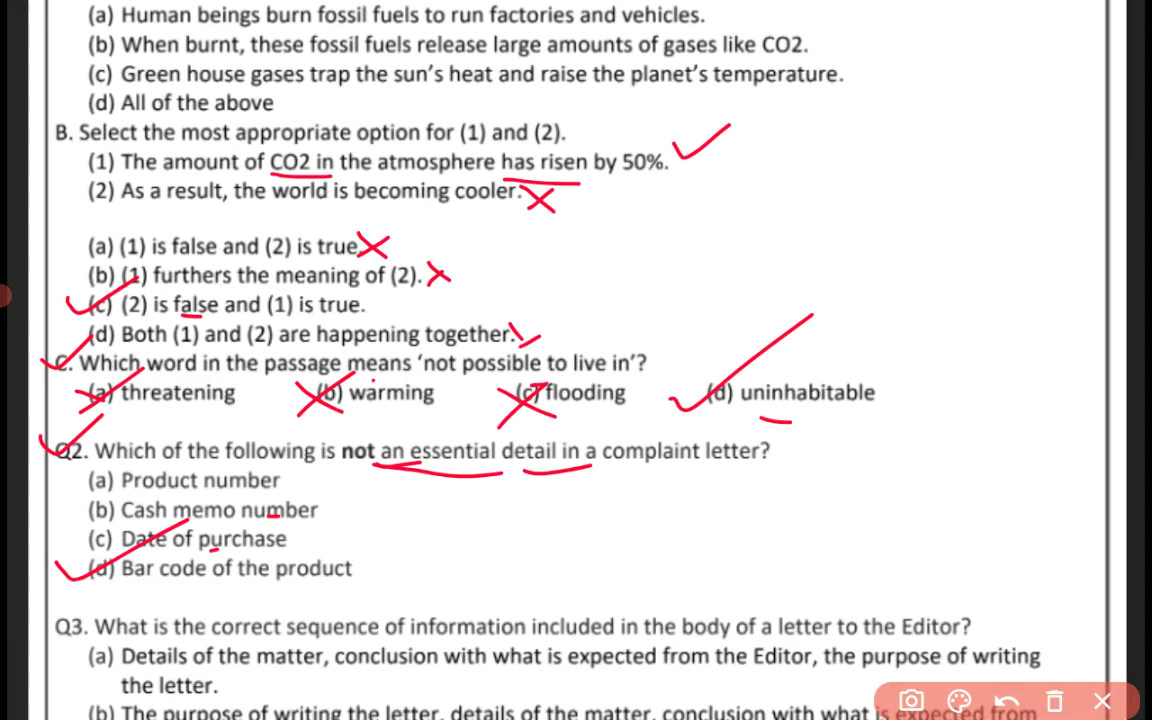 (a) Human beings burn fossil fuels to run factories and vehicles.
(b) When burnt, these fossil fuels release large amounts of gases like CO2.
(c) Green house gases trap the sun's heat and raise the planet's temperature.
(d) All of the above
B. Select the most appropriate option for (1) and (2).
(1) The amount of CO2 in the atmosphere has risen by 50%.
(2) As a result, the world is becoming cooler.
(a) (1) is false and (2) is true.
(b) (1) furthers the meaning of (2).
(c) (2) is false and (1) is true.
(d) Both (1) and (2) are happening together.
C. Which word in the passage means 'not possible to live in'?
(a) threatening (b) warming (c) flooding (d) uninhabitable
Q2. Which of the following is not an essential detail in a complaint letter?
(a) Product number
(b) Cash memo number
(c) Date of purchase
(d) Bar code of the product
Q3. What is the correct sequence of information included in the body of a letter to the Editor?
(a) Details of the matter, conclusion with what is expected from the Editor, the purpose of writing
the letter.
(b) The purpose of writing the letter, details of the matter, conclusion with what is expected from